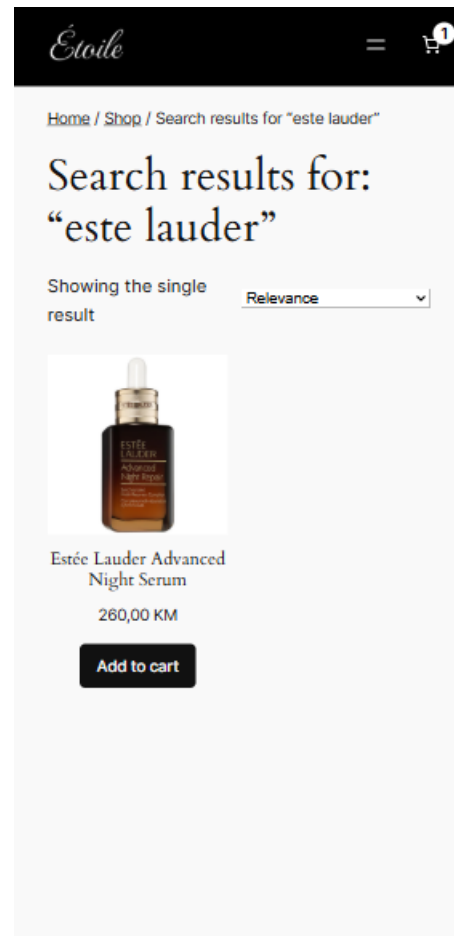 Étoile
1
Home / Shop / Search results for “este lauder”
Search results for:
“este lauder”
Showing the single
result
Relevance
ESTĒE
LAUDER
Advanced
Night Repair
Estée Lauder Advanced
Night Serum
260,00 KM
Add to cart